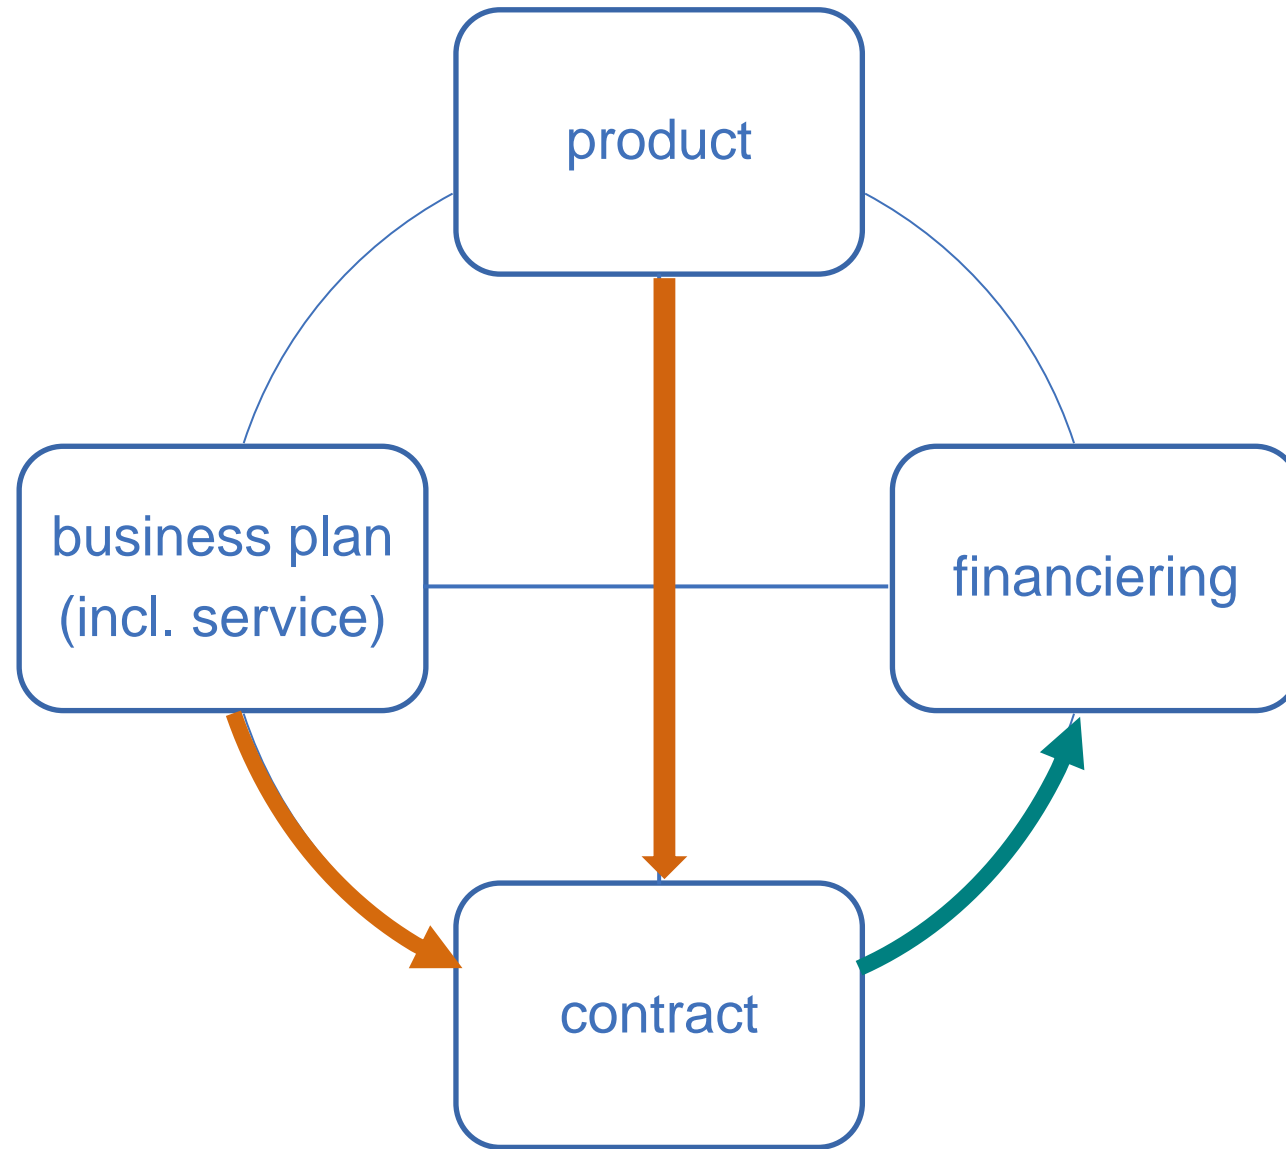 product
business plan
(incl. service)
financiering
contract